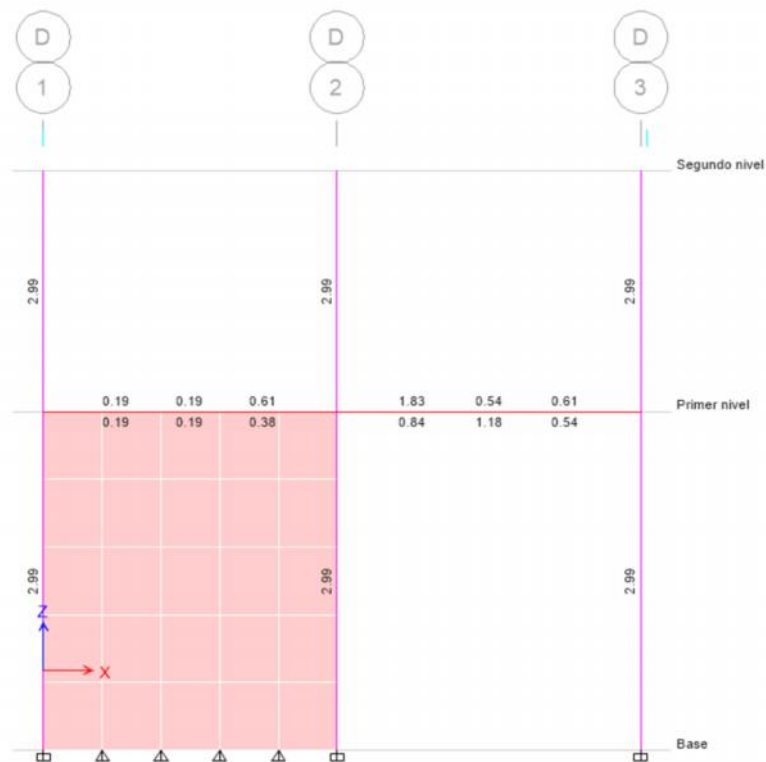 D D D
1 2 3
Segundo nivel
2.99 2.99 2.99
0.19 0.19 0.61 1.83 0.54 0.61
Primer nivel
0.19 0.19 0.38 0.84 1.18 0.54
2.99 2.99 2.99
Z
X
Base